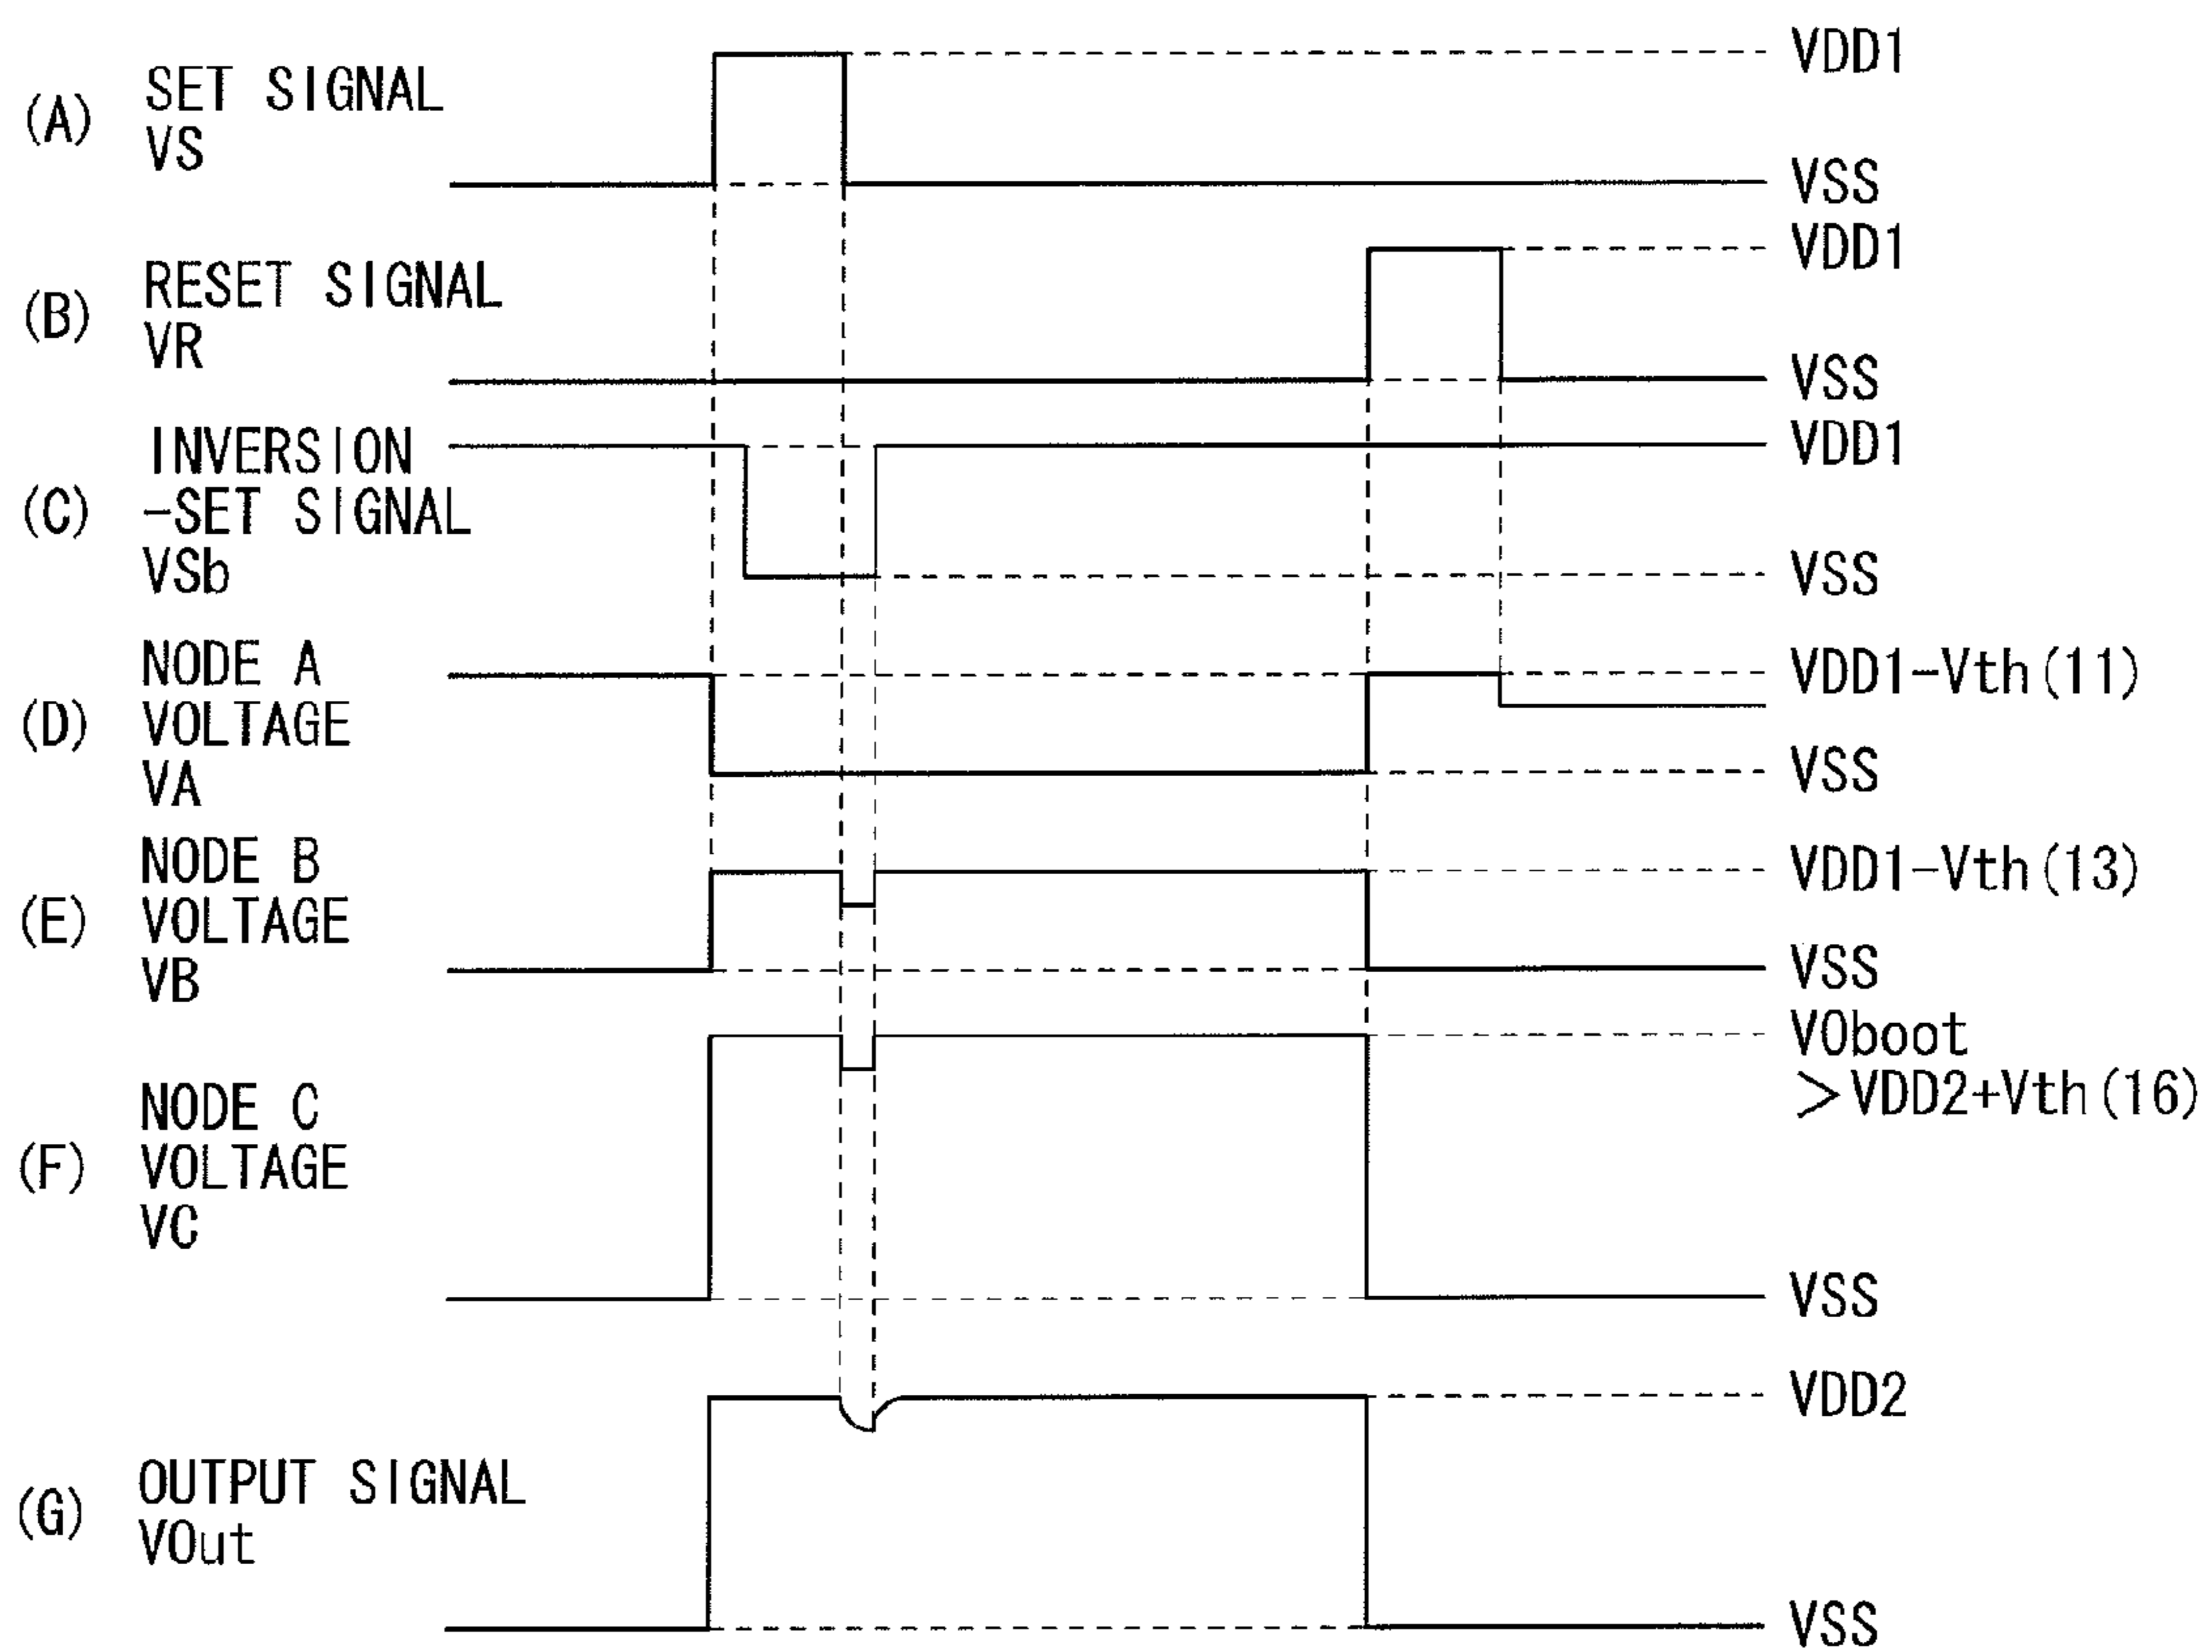 (A) SET SIGNAL
VS
VDD1
VSS
(B) RESET SIGNAL
VR
VDD1
VSS
(C) INVERSION
-SET SIGNAL
VSb
VDD1
VSS
(D) NODE A
VOLTAGE
VA
VDD1-Vth(11)
VSS
(E) NODE B
VOLTAGE
VB
VDD1-Vth(13)
VSS
(F) NODE C
VOLTAGE
VC
VOboot
>VDD2+Vth(16)
VSS
(G) OUTPUT SIGNAL
VOut
VDD2
VSS